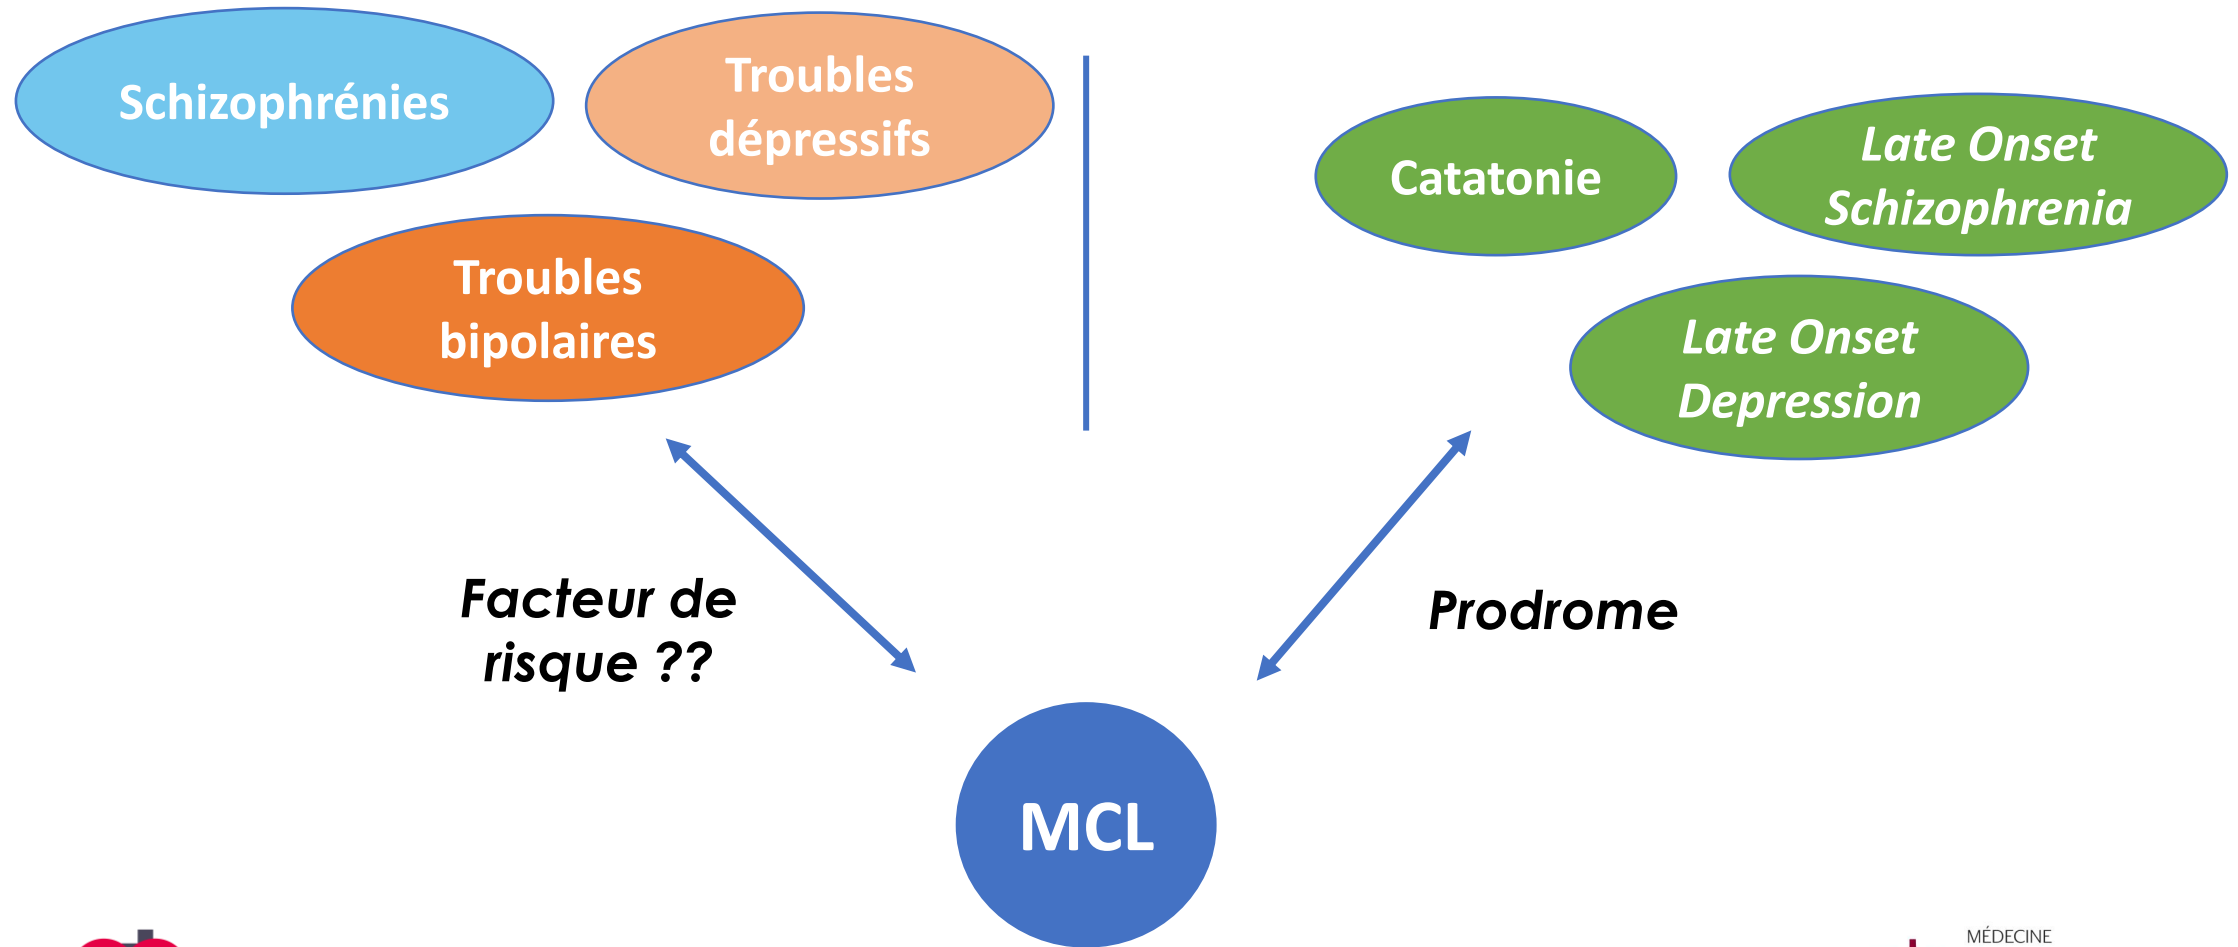 Schizophrénies
Troubles
dépressifs
Troubles
bipolaires
Catatonie
Late Onset
Schizophrenia
Late Onset
Depression
Facteur de
risque ??
Prodrome
MCL
MÉDECINE